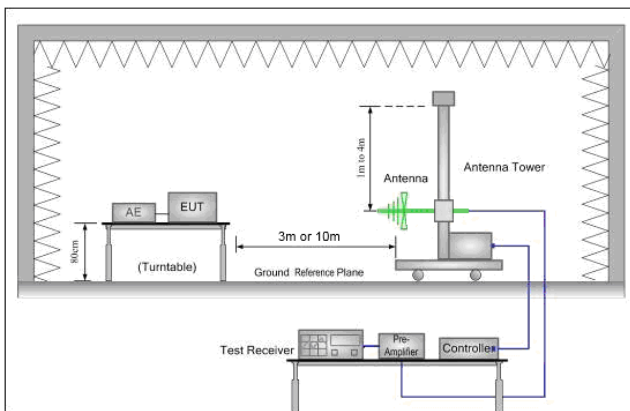 1m to 4m
Antenna
Antenna Tower
AE
EUT
80cm
3m or 10m
(Turntable)
Ground Reference Plane
Test Receiver
Pre-
Amplifier
Controller